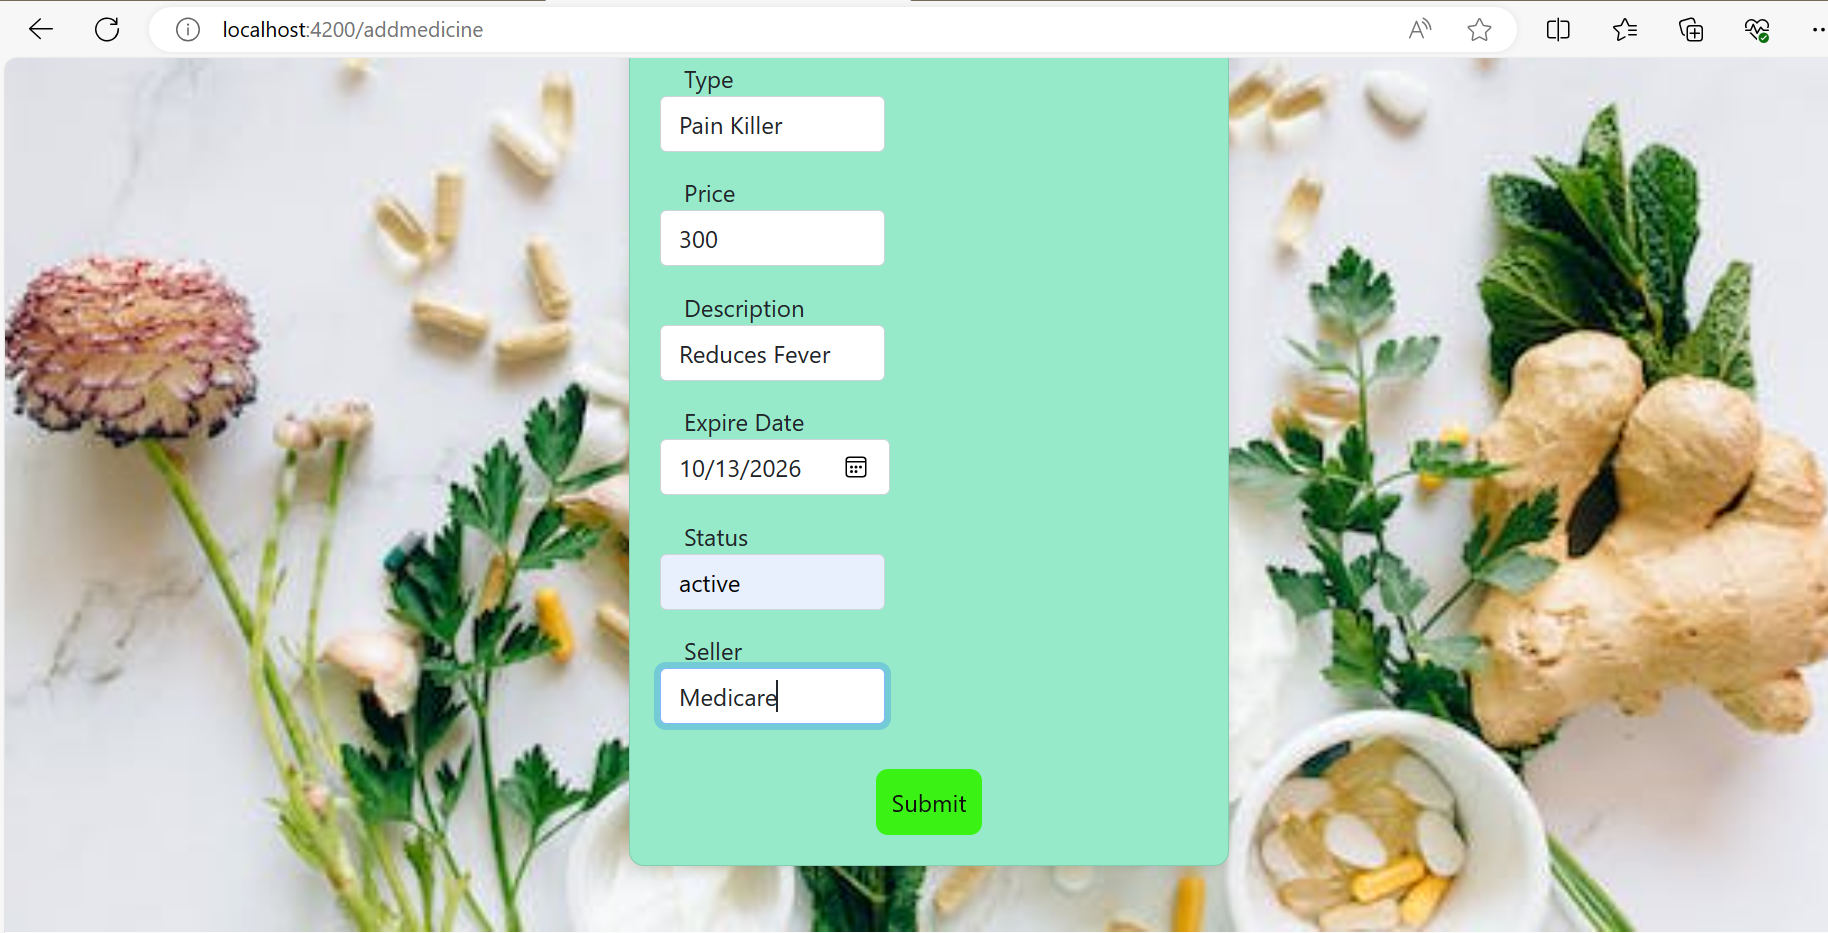 localhost:4200/addmedicine
Type
Pain Killer
Price
300
Description
Reduces Fever
Expire Date
10/13/2026
Status
active
Seller
Medicare
Submit